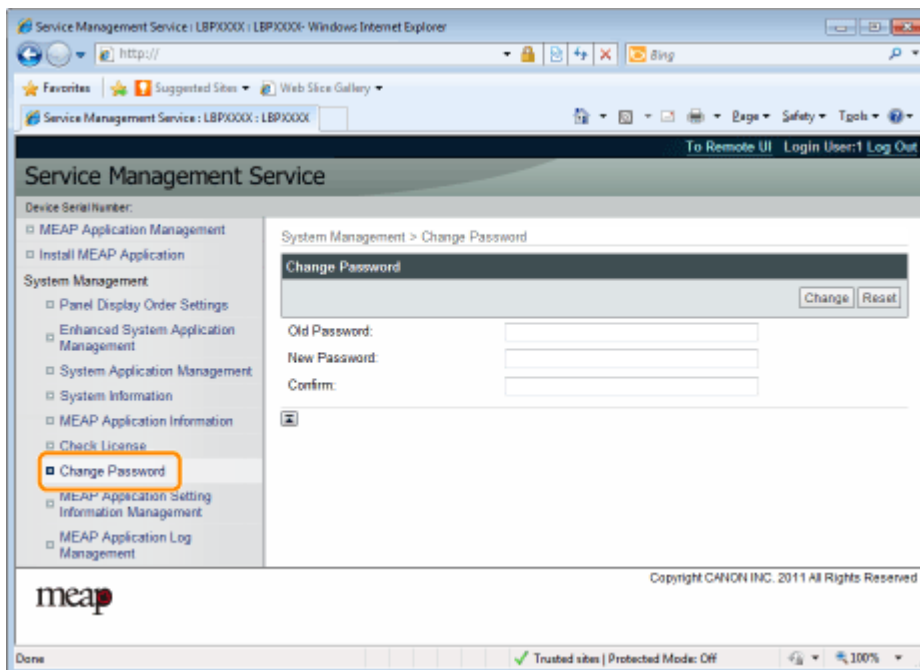 Service Management Service : LBPXXXX : LBPXXXX- Windows Internet Explorer
http://
Bing
Favorites Suggested Sites Web Slice Gallery
Service Management Service : LBPXXXX : LBPXXXX
Page Safety Tools
To Remote UI Login User:1 Log Out
Service Management Service
Device Serial Number:
MEAP Application Management
Install MEAP Application
System Management
Panel Display Order Settings
Enhanced System Application
Management
System Application Management
System Information
MEAP Application Information
Check License
Change Password
MEAP Application Setting
Information Management
MEAP Application Log
Management
System Management > Change Password
Change Password
Change Reset
Old Password:
New Password:
Confirm:
Copyright CANON INC. 2011 All Rights Reserved
meap
Done
Trusted sites | Protected Mode: Off
100%